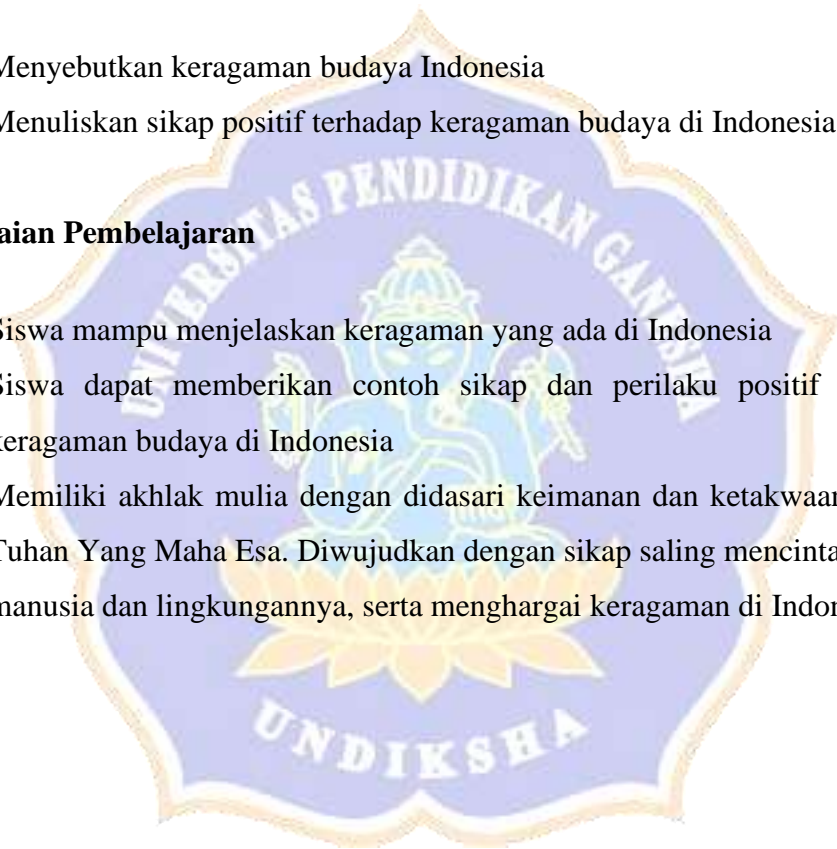 Menyebutkan keragaman budaya Indonesia
Menuliskan sikap positif terhadap keragaman budaya di Indonesia
aian Pembelajaran
UNIVERSITAS PENDIDIKAN GANESHA
Siswa mampu menjelaskan keragaman yang ada di Indonesia
Siswa dapat memberikan contoh sikap dan perilaku positif
keragaman budaya di Indonesia
Memiliki akhlak mulia dengan didasari keimanan dan ketakwaan
Tuhan Yang Maha Esa. Diwujudkan dengan sikap saling mencinta
manusia dan lingkungannya, serta menghargai keragaman di Indon
UNDIKSHA